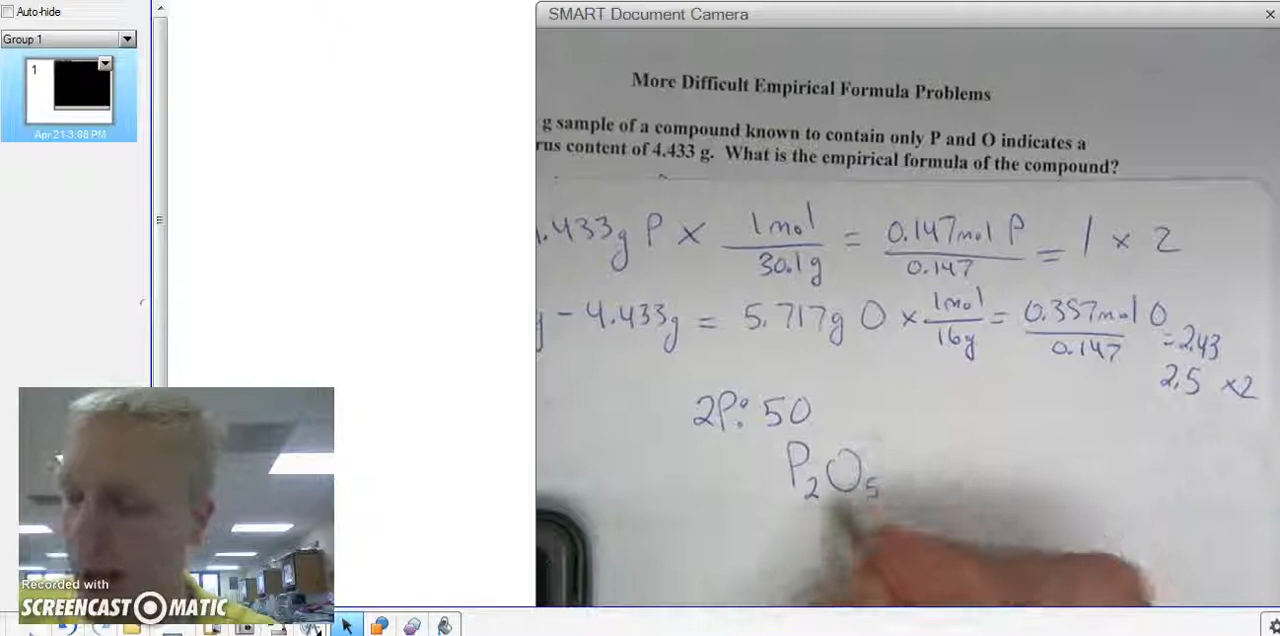 Auto-hide
Group 1
1
Apr 21-3:08 PM
SMART Document Camera
More Difficult Empirical Formula Problems
g sample of a compound known to contain only P and O indicates a
rus content of 4.433 g. What is the empirical formula of the compound?
.433g P × 1mol / 30.1g = 0.147mol P / 0.147 = 1 × 2
g - 4.433g = 5.717g O × 1mol / 16g = 0.357mol O / 0.147 = 2.43
2.5 ×2
2P: 5O
P2O5
Recorded with
SCREENCAST-O-MATIC